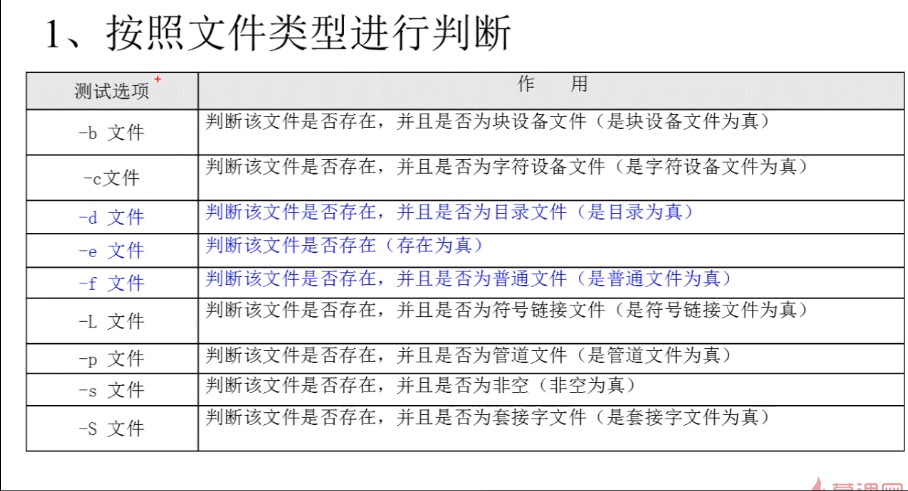 1、按照文件类型进行判断
测试选项 作 用
-b 文件 判断该文件是否存在，并且是否为块设备文件（是块设备文件为真）
-c文件 判断该文件是否存在，并且是否为字符设备文件（是字符设备文件为真）
-d 文件 判断该文件是否存在，并且是否为目录文件（是目录为真）
-e 文件 判断该文件是否存在（存在为真）
-f 文件 判断该文件是否存在，并且是否为普通文件（是普通文件为真）
-L 文件 判断该文件是否存在，并且是否为符号链接文件（是符号链接文件为真）
-p 文件 判断该文件是否存在，并且是否为管道文件（是管道文件为真）
-s 文件 判断该文件是否存在，并且是否为非空（非空为真）
-S 文件 判断该文件是否存在，并且是否为套接字文件（是套接字文件为真）